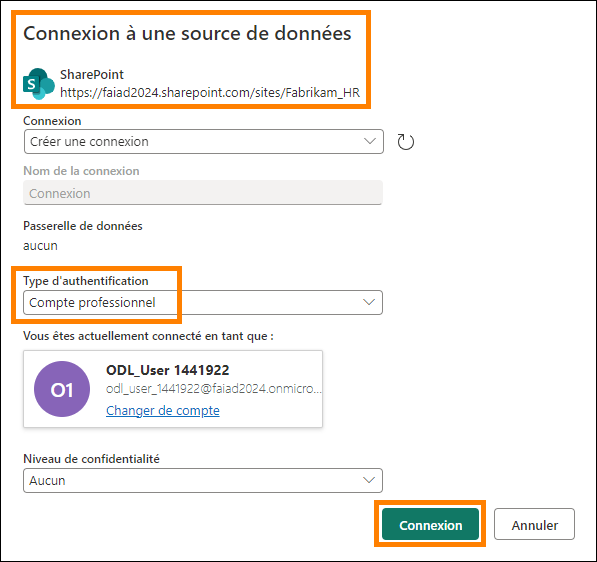 Connexion à une source de données
S
SharePoint
https://faiad2024.sharepoint.com/sites/Fabrikam_HR
Connexion
Créer une connexion
Nom de la connexion
Connexion
Passerelle de données
aucun
Type d'authentification
Compte professionnel
Vous êtes actuellement connecté en tant que :
O1
ODL_User 1441922
odl_user_1441922@faiad2024.onmicro...
Changer de compte
Niveau de confidentialité
Aucun
Connexion Annuler